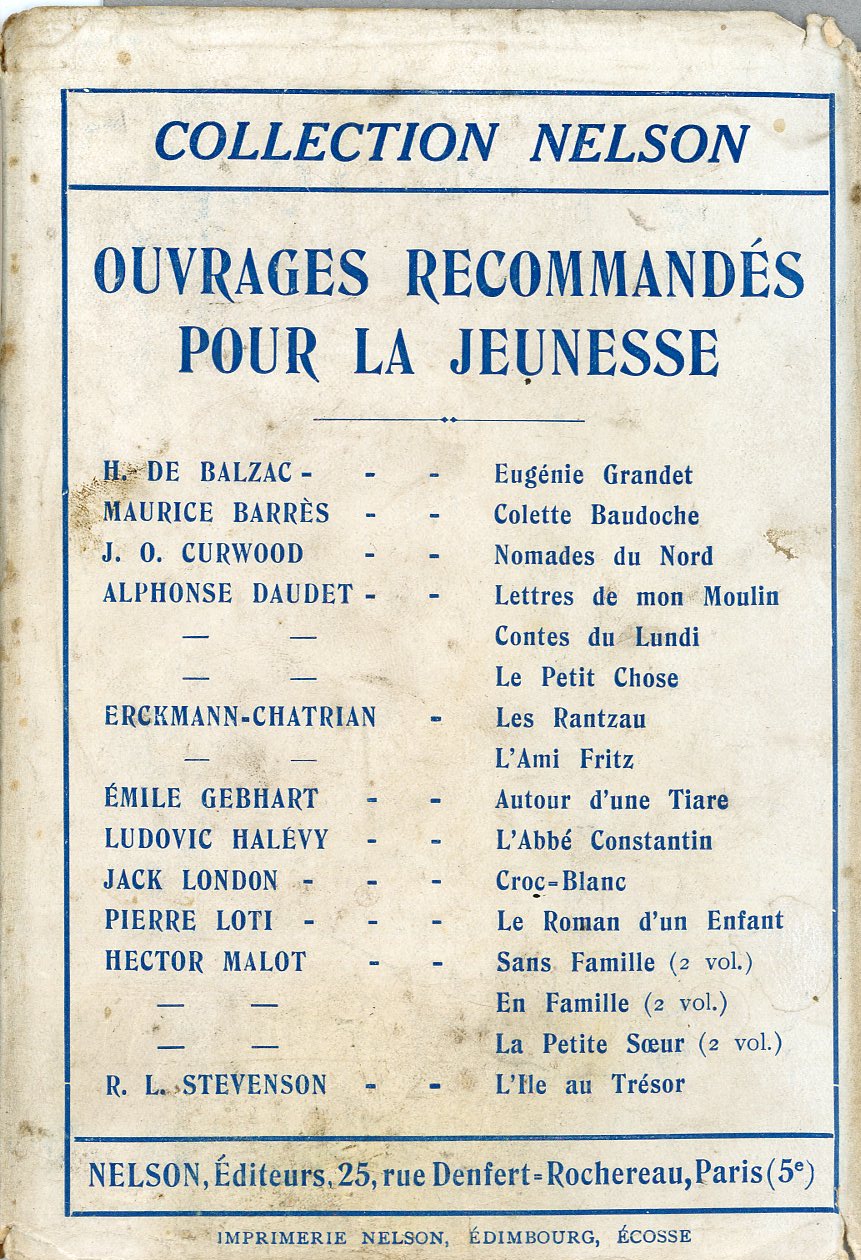 COLLECTION NELSON
OUVRAGES RECOMMANDÉS
POUR LA JEUNESSE
H. DE BALZAC - - - Eugénie Grandet
MAURICE BARRÈS - - Colette Baudoche
J. O. CURWOOD - - Nomades du Nord
ALPHONSE DAUDET - - Lettres de mon Moulin
— — Contes du Lundi
— — Le Petit Chose
ERCKMANN-CHATRIAN - Les Rantzau
— — L'Ami Fritz
ÉMILE GEBHART - - Autour d'une Tiare
LUDOVIC HALÉVY - - L'Abbé Constantin
JACK LONDON - - - Croc=Blanc
PIERRE LOTI - - - Le Roman d'un Enfant
HECTOR MALOT - - Sans Famille (2 vol.)
— — En Famille (2 vol.)
— — La Petite Sœur (2 vol.)
R. L. STEVENSON - - L'Ile au Trésor
NELSON, Éditeurs, 25, rue Denfert=Rochereau, Paris (5e)
IMPRIMERIE NELSON, ÉDIMBOURG, ÉCOSSE